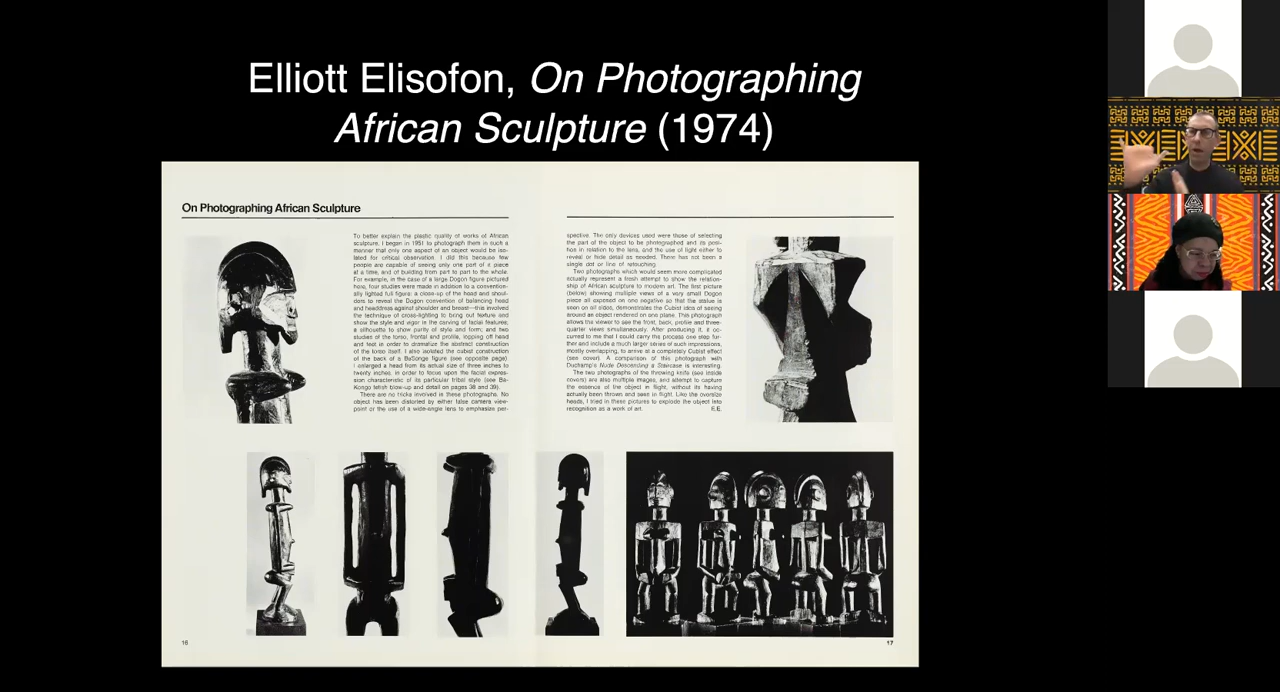 Elliott Elisofon, On Photographing
African Sculpture (1974)
On Photographing African Sculpture
To better explain the plastic quality of works of African
sculpture, I began in 1951 to photograph them in such a
manner that only one aspect of an object would be iso-
lated for critical observation. I did this because few
people are capable of seeing only one part of a piece
at a time, and of building from part to part to the whole.
For example, in the case of a large Dogon figure pictured
here, four studies were made in addition to a convention-
ally lighted full figure: a close-up of the head and shoul-
ders to reveal the Dogon convention of balancing head
and headdress against shoulder and breast—this involved
the technique of cross-lighting to bring out texture and
show the style and vigor in the carving of facial features;
a silhouette to show purity of style and form; and two
studies of the torso, frontal and profile, lopping off head
and feet in order to dramatize the abstract construction
of the torso itself. I also isolated the cubist construction
of the back of a BaSonge figure (see opposite page).
I enlarged a head from its actual size of three inches to
twenty inches, in order to focus upon the facial expres-
sion characteristic of its particular tribal style (see Ba-
Kongo fetish blow-up and detail on pages 38 and 39).
There are no tricks involved in these photographs. No
object has been distorted by either false camera view-
point or the use of a wide-angle lens to emphasize per-
spective. The only devices used were those of selecting
the part of the object to be photographed and its posi-
tion in relation to the lens, and the use of light either to
reveal or hide detail as needed. There has not been a
single dot or line of retouching.
Two photographs which would seem more complicated
actually represent a fresh attempt to show the relation-
ship of African sculpture to modern art. The first picture
(below) showing multiple views of a very small Dogon
piece all exposed on one negative so that the statue is
seen on all sides, demonstrates the Cubist idea of seeing
around an object rendered on one plane. This photograph
allows the viewer to see the front, back, profile and three-
quarter views simultaneously. After producing it, it oc-
curred to me that I could carry the process one step fur-
ther and include a much larger series of such impressions,
mostly overlapping, to arrive at a completely Cubist effect
(see cover). A comparison of this photograph with
Duchamp's Nude Descending a Staircase is interesting.
The two photographs of the throwing knife (see inside
covers) are also multiple images, and attempt to capture
the essence of the object in flight, without its having
actually been thrown and seen in flight. Like the oversize
heads, I tried in these pictures to explode the object into
recognition as a work of art. E.E.
16
17